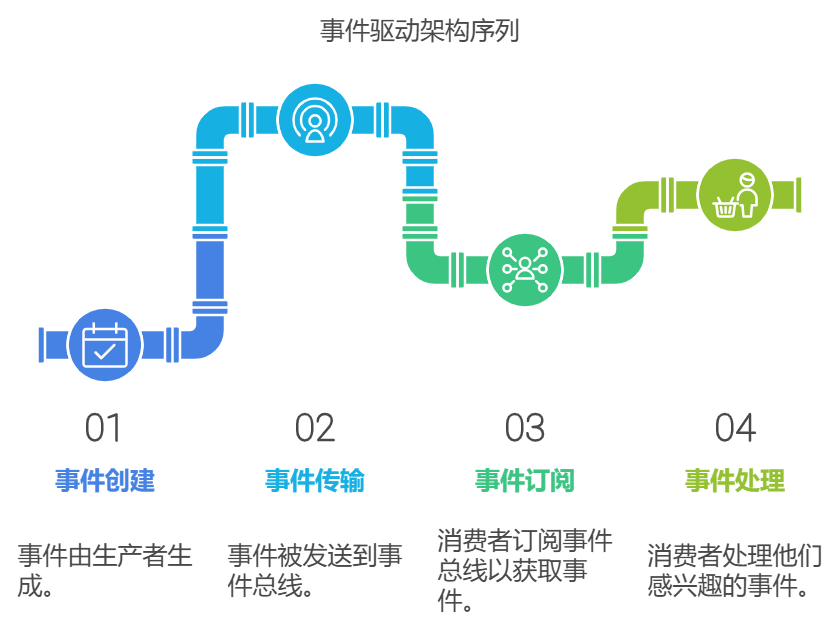 事件驱动架构序列
01
02
03
04
事件创建
事件传输
事件订阅
事件处理
事件由生产者生
成。
事件被发送到事
件总线。
消费者订阅事件
总线以获取事
件。
消费者处理他们
感兴趣的事件。